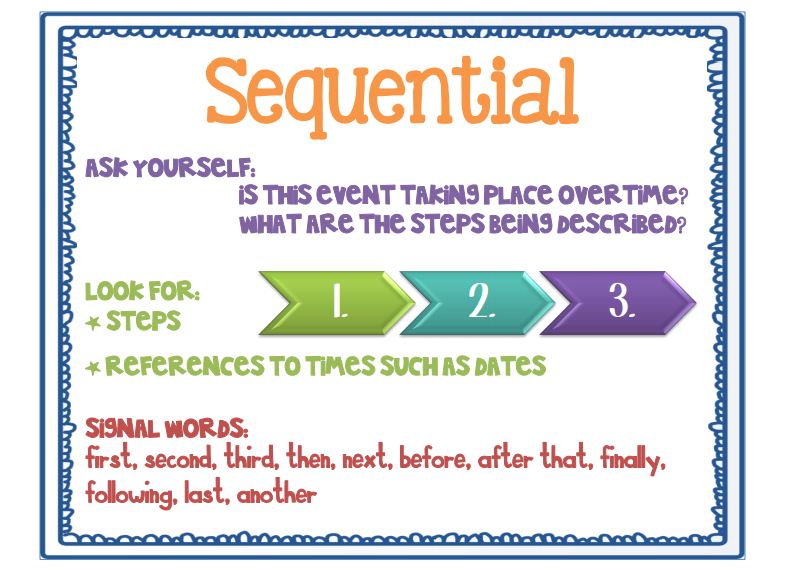 Sequential
ASK YOURSELF:
IS THIS EVENT TAKING PLACE OVERTIME?
WHAT ARE THE STEPS BEING DESCRIBED?
LOOK FOR:
1. 2. 3.
★ STEPS
★ REFERENCES TO TIMES SUCH AS DATES
SIGNAL WORDS:
first, second, third, then, next, before, after that, finally,
following, last, another